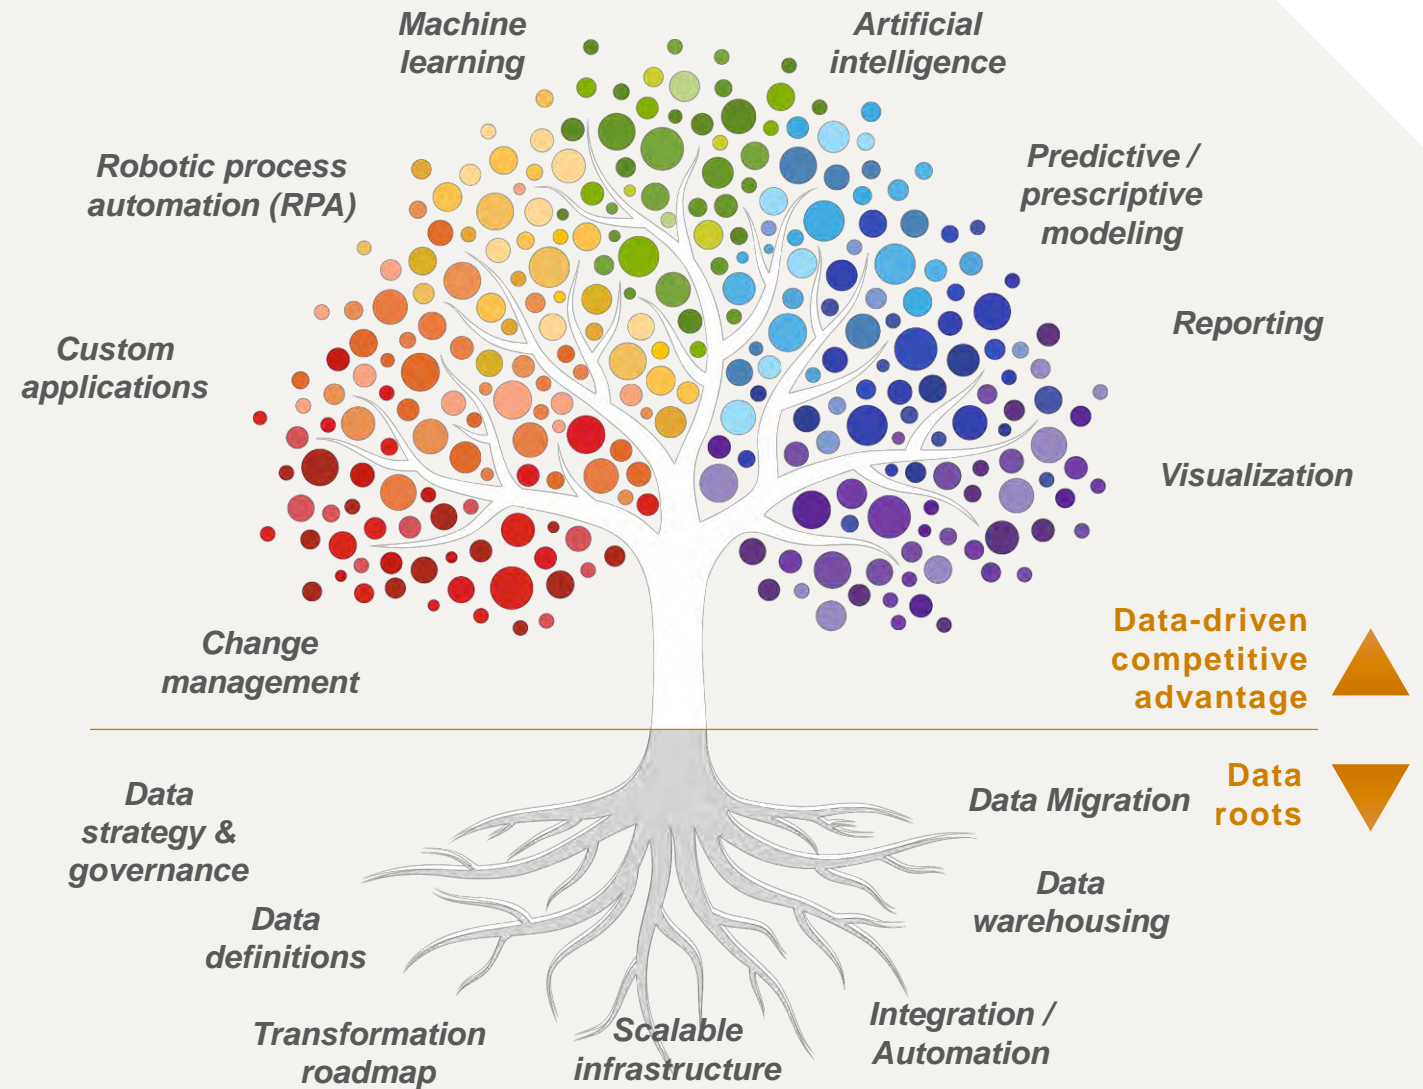 Machine
learning
Artificial
intelligence
Robotic process
automation (RPA)
Predictive /
prescriptive
modeling
Custom
applications
Reporting
Visualization
Change
management
Data-driven
competitive
advantage
Data
roots
Data
strategy &
governance
Data Migration
Data
definitions
Data
warehousing
Transformation
roadmap
Scalable
infrastructure
Integration /
Automation